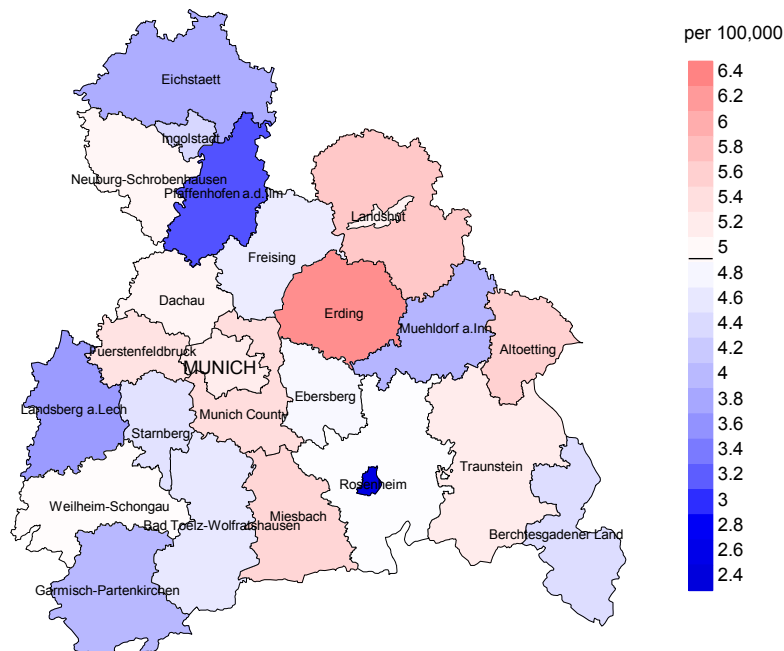 per 100,000
6.4
6.2
6
5.8
5.6
5.4
5.2
5
4.8
4.6
4.4
4.2
4
3.8
3.6
3.4
3.2
3
2.8
2.6
2.4
Eichstaett
Ingolstadt
Neuburg-Schrobenhausen
Pfaffenhofen a.d.Ilm
Landshut
Freising
Dachau
Erding
Muehldorf a.Inn
Altoetting
Fuerstenfeldbruck
MUNICH
Ebersberg
Landsberg a.Lech
Munich County
Starnberg
Traunstein
Rosenheim
Weilheim-Schongau
Miesbach
Bad Toelz-Wolfratshausen
Berchtesgadener Land
Garmisch-Partenkirchen